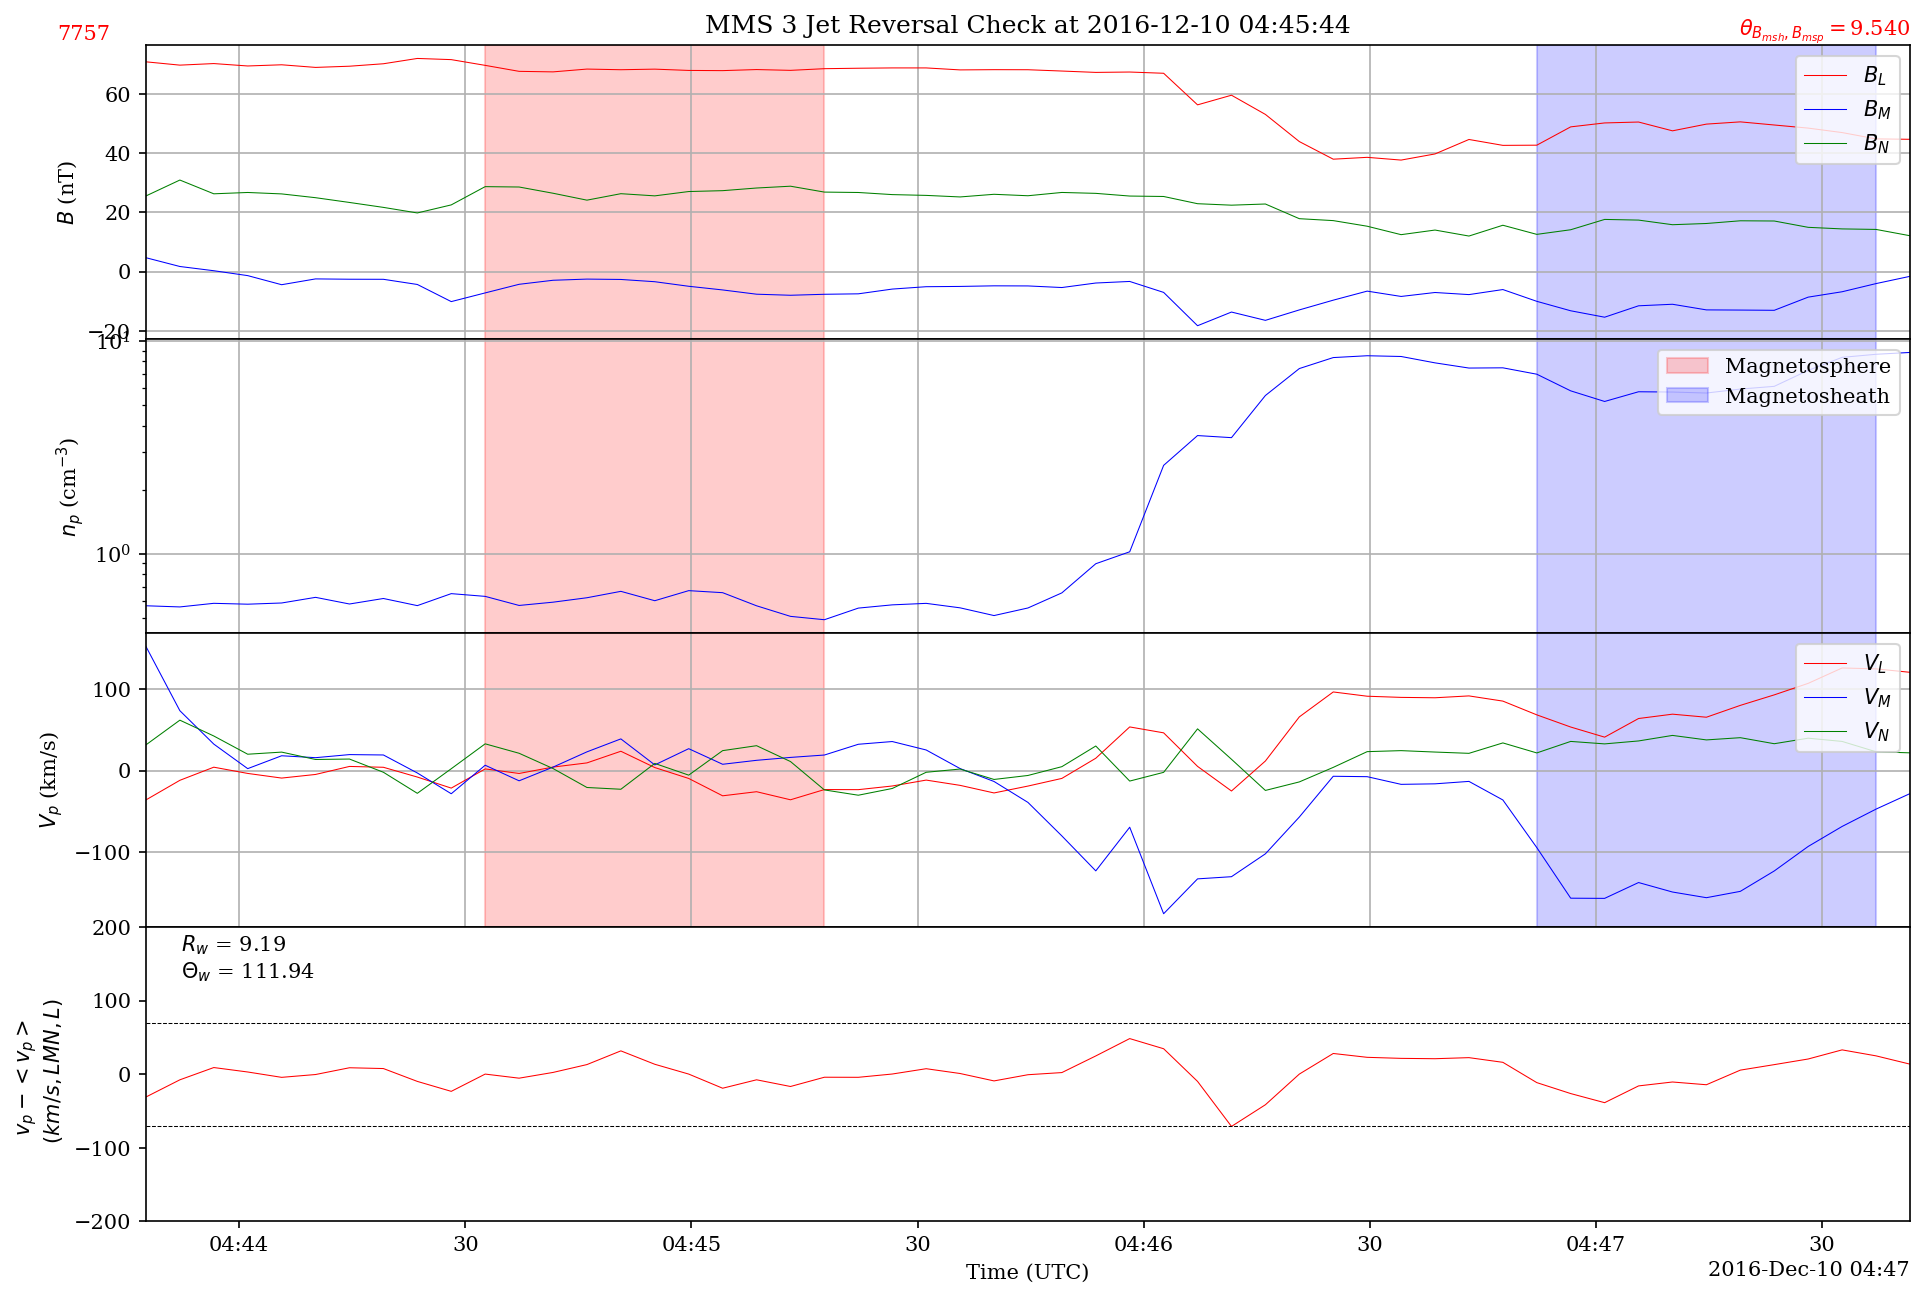 7757
MMS 3 Jet Reversal Check at 2016-12-10 04:45:44
θ_{B_{msh}, B_{msp}} = 9.540
B (nT)
60
40
20
0
−20
B_L
B_M
B_N
n_p (cm^{−3})
10^1
10^0
Magnetosphere
Magnetosheath
V_p (km/s)
100
0
−100
V_L
V_M
V_N
v_p − < v_p >
(km/s, LMN, L)
200
100
0
−100
−200
R_w = 9.19
Θ_w = 111.94
04:44 30 04:45 30 04:46 30 04:47 30
Time (UTC)
2016-Dec-10 04:47